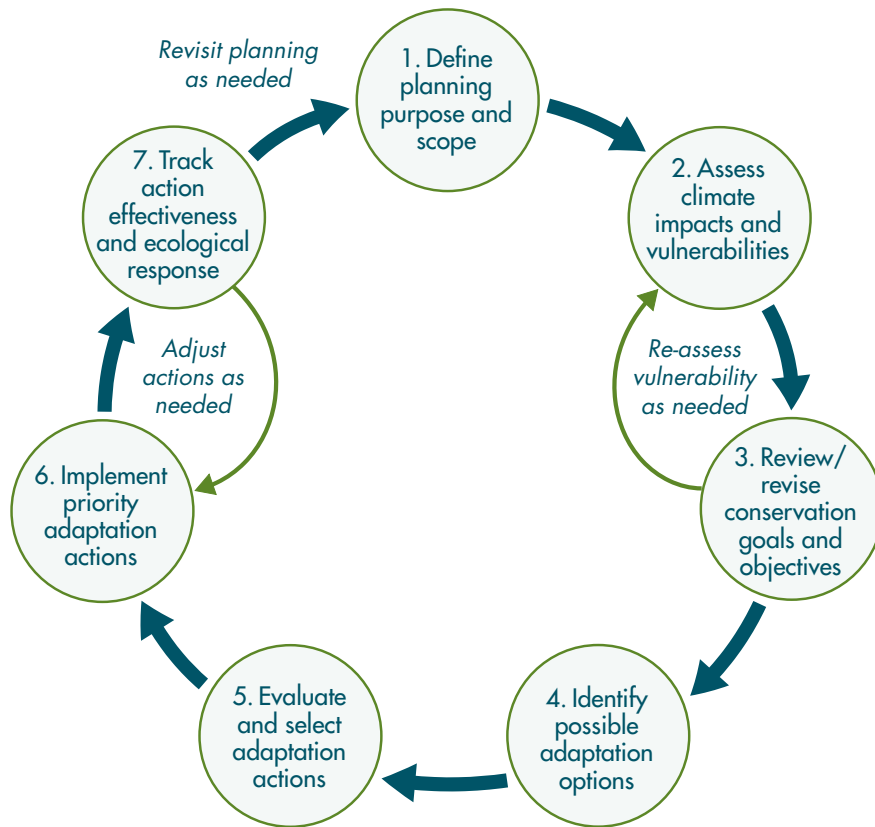 Revisit planning
as needed
1. Define
planning
purpose and
scope
2. Assess
climate
impacts and
vulnerabilities
Re-assess
vulnerability
as needed
3. Review/
revise
conservation
goals and
objectives
4. Identify
possible
adaptation
options
5. Evaluate
and select
adaptation
actions
6. Implement
priority
adaptation
actions
7. Track
action
effectiveness
and ecological
response
Adjust
actions as
needed